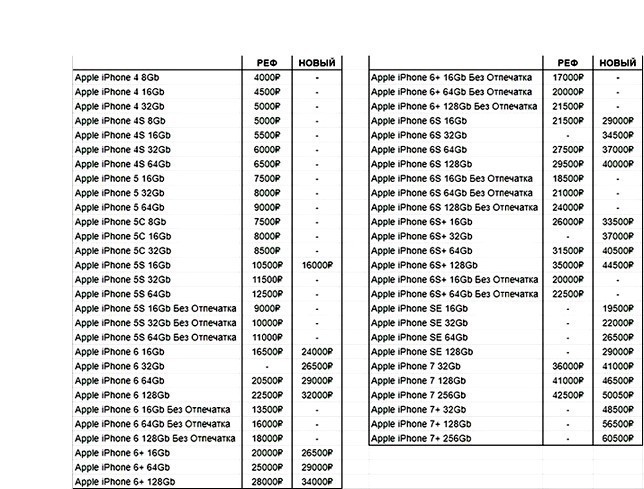 РЕФ НОВЫЙ
Apple iPhone 4 8Gb 4000₽ -
Apple iPhone 4 16Gb 4500₽ -
Apple iPhone 4 32Gb 5000₽ -
Apple iPhone 4S 8Gb 5000₽ -
Apple iPhone 4S 16Gb 5500₽ -
Apple iPhone 4S 32Gb 6000₽ -
Apple iPhone 4S 64Gb 6500₽ -
Apple iPhone 5 16Gb 7500₽ -
Apple iPhone 5 32Gb 8000₽ -
Apple iPhone 5 64Gb 9000₽ -
Apple iPhone 5C 8Gb 7500₽ -
Apple iPhone 5C 16Gb 8000₽ -
Apple iPhone 5C 32Gb 8500₽ -
Apple iPhone 5S 16Gb 10500₽ 16000₽
Apple iPhone 5S 32Gb 11500₽ -
Apple iPhone 5S 64Gb 12500₽ -
Apple iPhone 5S 16Gb Без Отпечатка 9000₽ -
Apple iPhone 5S 32Gb Без Отпечатка 10000₽ -
Apple iPhone 5S 64Gb Без Отпечатка 11000₽ -
Apple iPhone 6 16Gb 16500₽ 24000₽
Apple iPhone 6 32Gb - 26500₽
Apple iPhone 6 64Gb 20500₽ 29000₽
Apple iPhone 6 128Gb 22500₽ 32000₽
Apple iPhone 6 16Gb Без Отпечатка 13500₽ -
Apple iPhone 6 64Gb Без Отпечатка 16000₽ -
Apple iPhone 6 128Gb Без Отпечатка 18000₽ -
Apple iPhone 6+ 16Gb 20000₽ 26500₽
Apple iPhone 6+ 64Gb 25000₽ 29000₽
Apple iPhone 6+ 128Gb 28000₽ 34000₽
РЕФ НОВЫЙ
Apple iPhone 6+ 16Gb Без Отпечатка 17000₽ -
Apple iPhone 6+ 64Gb Без Отпечатка 20000₽ -
Apple iPhone 6+ 128Gb Без Отпечатка 21500₽ -
Apple iPhone 6S 16Gb 21500₽ 29000₽
Apple iPhone 6S 32Gb - 34500₽
Apple iPhone 6S 64Gb 27500₽ 37000₽
Apple iPhone 6S 128Gb 29500₽ 40000₽
Apple iPhone 6S 16Gb Без Отпечатка 18500₽ -
Apple iPhone 6S 64Gb Без Отпечатка 21000₽ -
Apple iPhone 6S 128Gb Без Отпечатка 24000₽ -
Apple iPhone 6S+ 16Gb 26000₽ 33500₽
Apple iPhone 6S+ 32Gb - 37000₽
Apple iPhone 6S+ 64Gb 31500₽ 40500₽
Apple iPhone 6S+ 128Gb 35000₽ 44500₽
Apple iPhone 6S+ 16Gb Без Отпечатка 20000₽ -
Apple iPhone 6S+ 64Gb Без Отпечатка 22500₽ -
Apple iPhone SE 16Gb - 19500₽
Apple iPhone SE 32Gb - 22000₽
Apple iPhone SE 64Gb - 26500₽
Apple iPhone SE 128Gb - 29000₽
Apple iPhone 7 32Gb 36000₽ 41000₽
Apple iPhone 7 128Gb 41000₽ 46500₽
Apple iPhone 7 256Gb 42500₽ 50050₽
Apple iPhone 7+ 32Gb - 48500₽
Apple iPhone 7+ 128Gb - 56500₽
Apple iPhone 7+ 256Gb - 60500₽